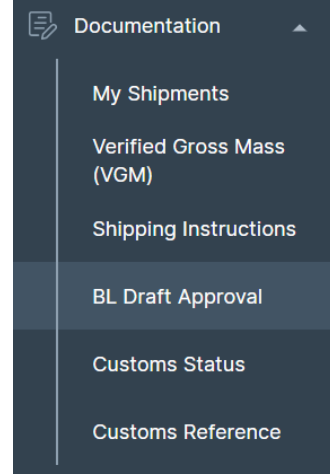 Documentation
My Shipments
Verified Gross Mass
(VGM)
Shipping Instructions
BL Draft Approval
Customs Status
Customs Reference